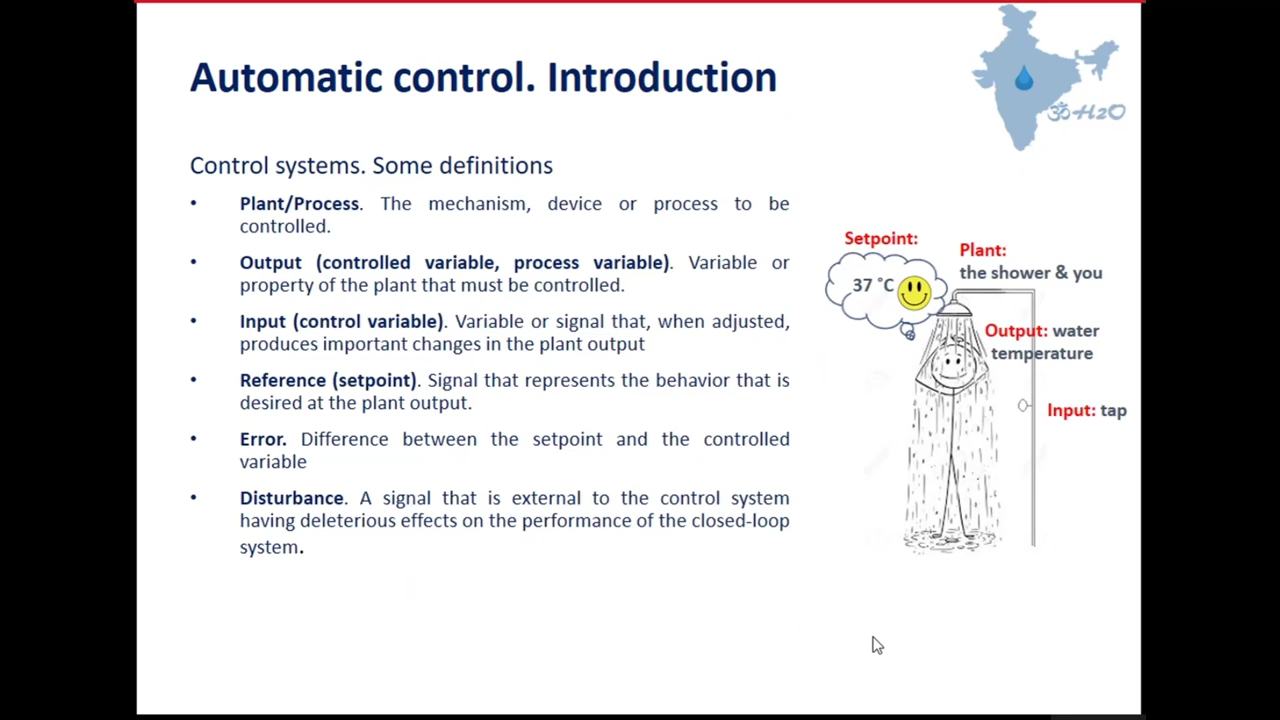 Automatic control. Introduction
ॐH2O
Control systems. Some definitions
• Plant/Process. The mechanism, device or process to be
controlled.
• Output (controlled variable, process variable). Variable or
property of the plant that must be controlled.
• Input (control variable). Variable or signal that, when adjusted,
produces important changes in the plant output
• Reference (setpoint). Signal that represents the behavior that is
desired at the plant output.
• Error. Difference between the setpoint and the controlled
variable
• Disturbance. A signal that is external to the control system
having deleterious effects on the performance of the closed-loop
system.
Setpoint:
37 °C
Plant:
the shower & you
Output: water
temperature
Input: tap